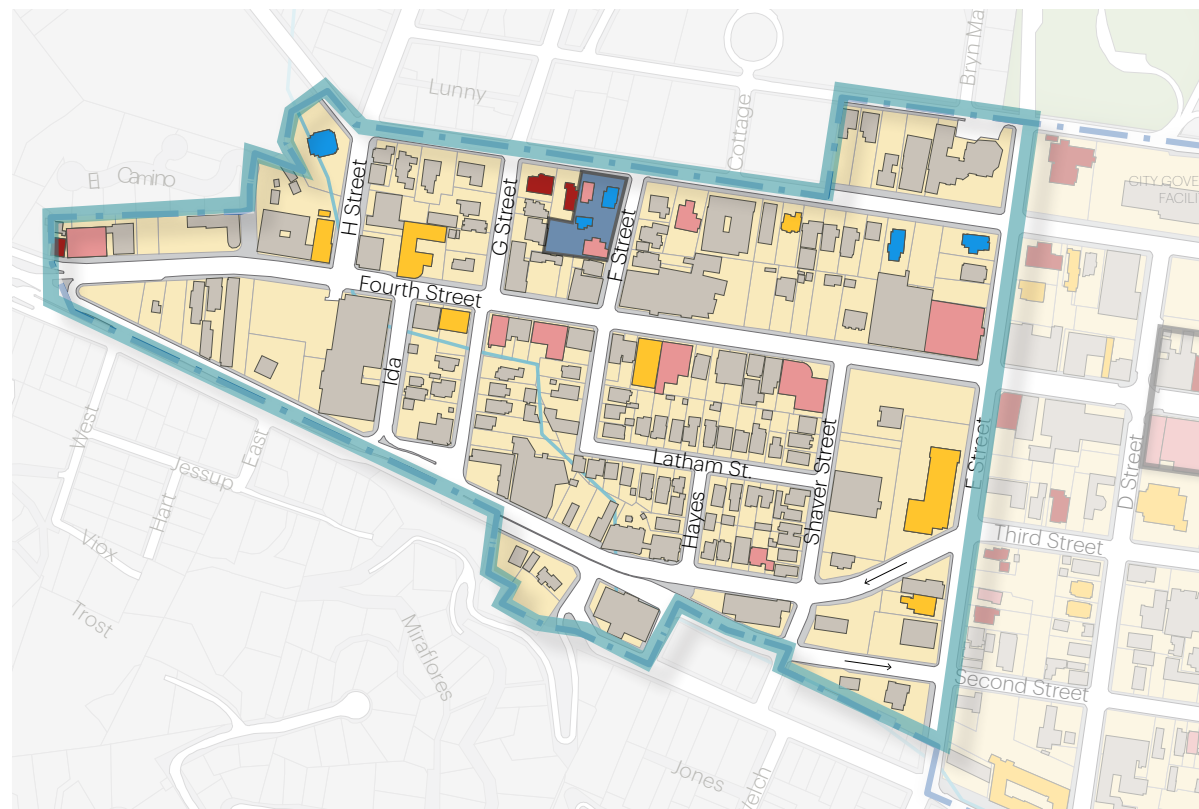 Bryn Ma
Lunny
Cottage
El Camino
CITY GOVE
FACILIT
H Street
G Street
F Street
Fourth Street
Ida
West
East
Jessup
Hart
Viox
Trost
Latham St.
Hayes
Shaver Street
E Street
D Street
Third Street
Miraflores
Second Street
Jones
Welch